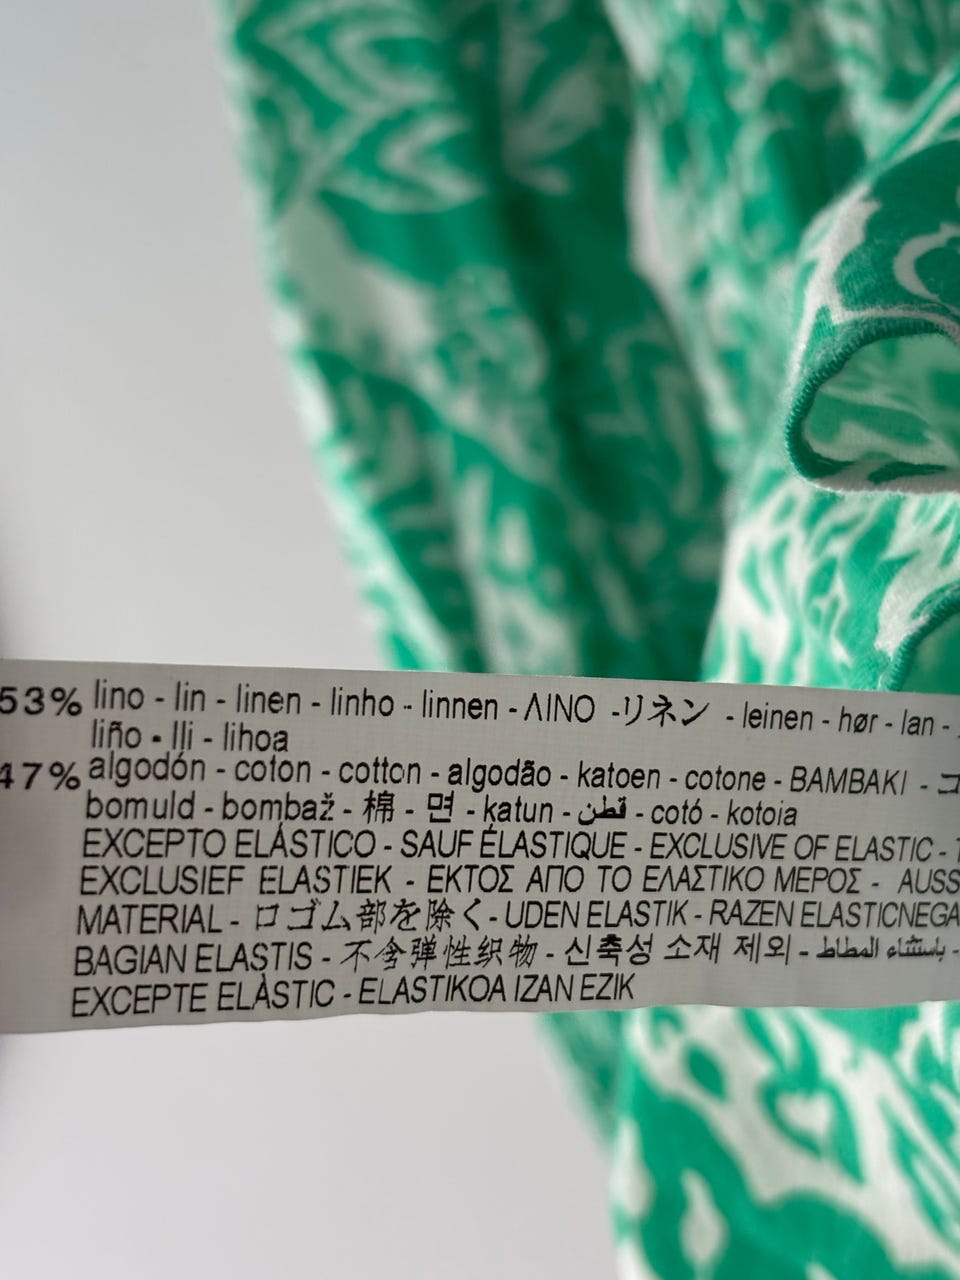 53% lino - lin - linen - linho - linnen - ΛΙΝΟ -リネン - leinen - hør - lan -
liño - lli - lihoa
47% algodón - coton - cotton - algodão - katoen - cotone - BAMBAKI - コ
bomuld - bombaž - 棉 - 면 - katun - قطن - cotó - kotoia
EXCEPTO ELÁSTICO - SAUF ÉLASTIQUE - EXCLUSIVE OF ELASTIC -
EXCLUSIEF ELASTIEK - ΕΚΤΟΣ ΑΠΟ ΤΟ ΕΛΑΣΤΙΚΟ ΜΕΡΟΣ - AUSS
MATERIAL - ロゴム部を除く- UDEN ELASTIK - RAZEN ELASTICNEGA
BAGIAN ELASTIS - 不含弹性织物 - 신축성 소재 제외 - باستثناء المطاط -
EXCEPTE ELÀSTIC - ELASTIKOA IZAN EZIK